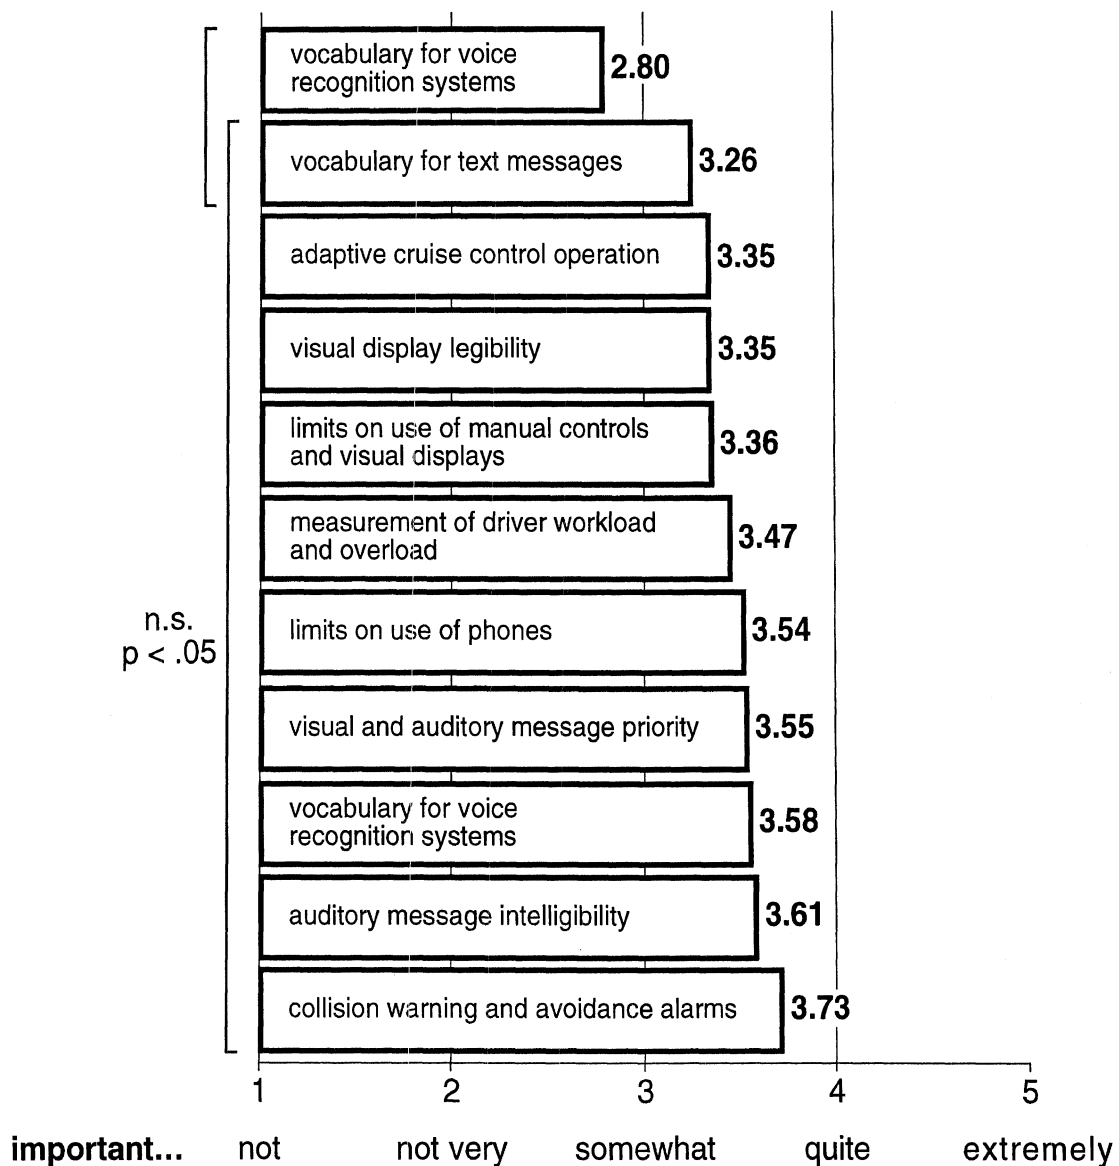 vocabulary for voice
recognition systems
2.80
vocabulary for text messages
3.26
adaptive cruise control operation
3.35
visual display legibility
3.35
limits on use of manual controls
and visual displays
3.36
measurement of driver workload
and overload
3.47
n.s.
p < .05
limits on use of phones
3.54
visual and auditory message priority
3.55
vocabulary for voice
recognition systems
3.58
auditory message intelligibility
3.61
collision warning and avoidance alarms
3.73
1 2 3 4 5
important... not not very somewhat quite extremely